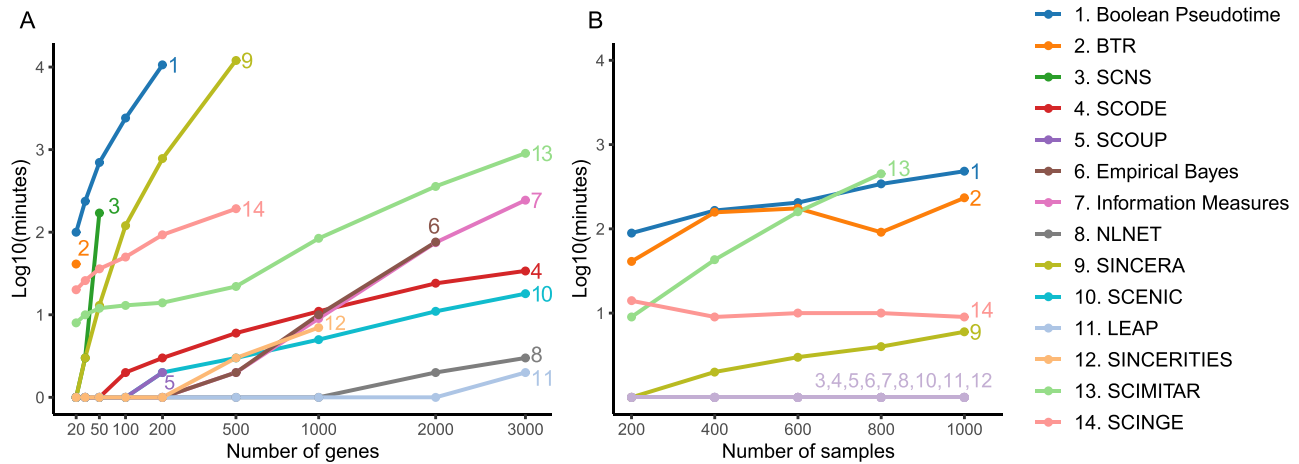 A
B
Log10(minutes)
4
3
2
1
0
20 50 100 200 500 1000 2000 3000
Number of genes
1
9
3
2
14
13
7
6
4
10
12
5
8
11
Log10(minutes)
4
3
2
1
200 400 600 800 1000
Number of samples
13
1
2
14
9
3,4,5,6,7,8,10,11,12
1. Boolean Pseudotime
2. BTR
3. SCNS
4. SCODE
5. SCOUP
6. Empirical Bayes
7. Information Measures
8. NLNET
9. SINCERA
10. SCENIC
11. LEAP
12. SINCERITIES
13. SCIMITAR
14. SCINGE